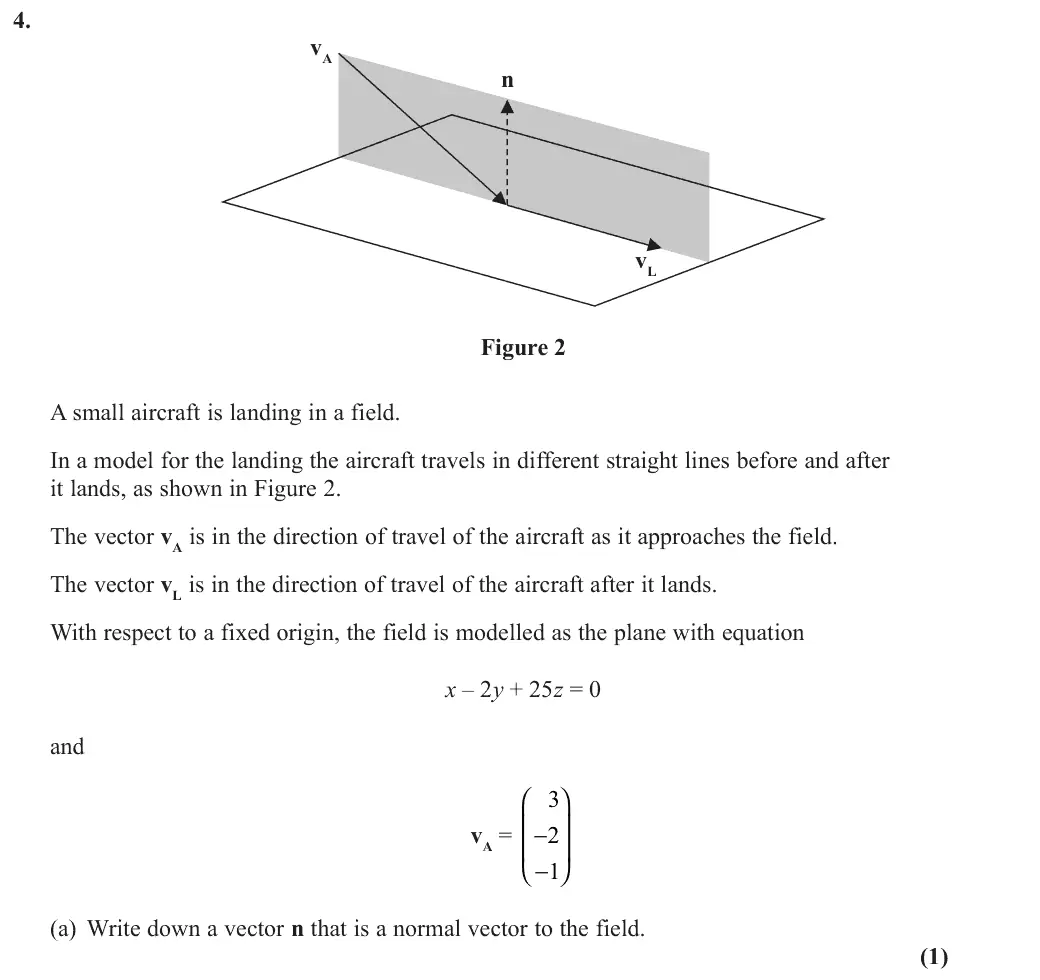 4.
v_A
n
v_L
Figure 2
A small aircraft is landing in a field.
In a model for the landing the aircraft travels in different straight lines before and after
it lands, as shown in Figure 2.
The vector v_A is in the direction of travel of the aircraft as it approaches the field.
The vector v_L is in the direction of travel of the aircraft after it lands.
With respect to a fixed origin, the field is modelled as the plane with equation
x – 2y + 25z = 0
and
3
v_A = –2
–1
(a) Write down a vector n that is a normal vector to the field.
(1)